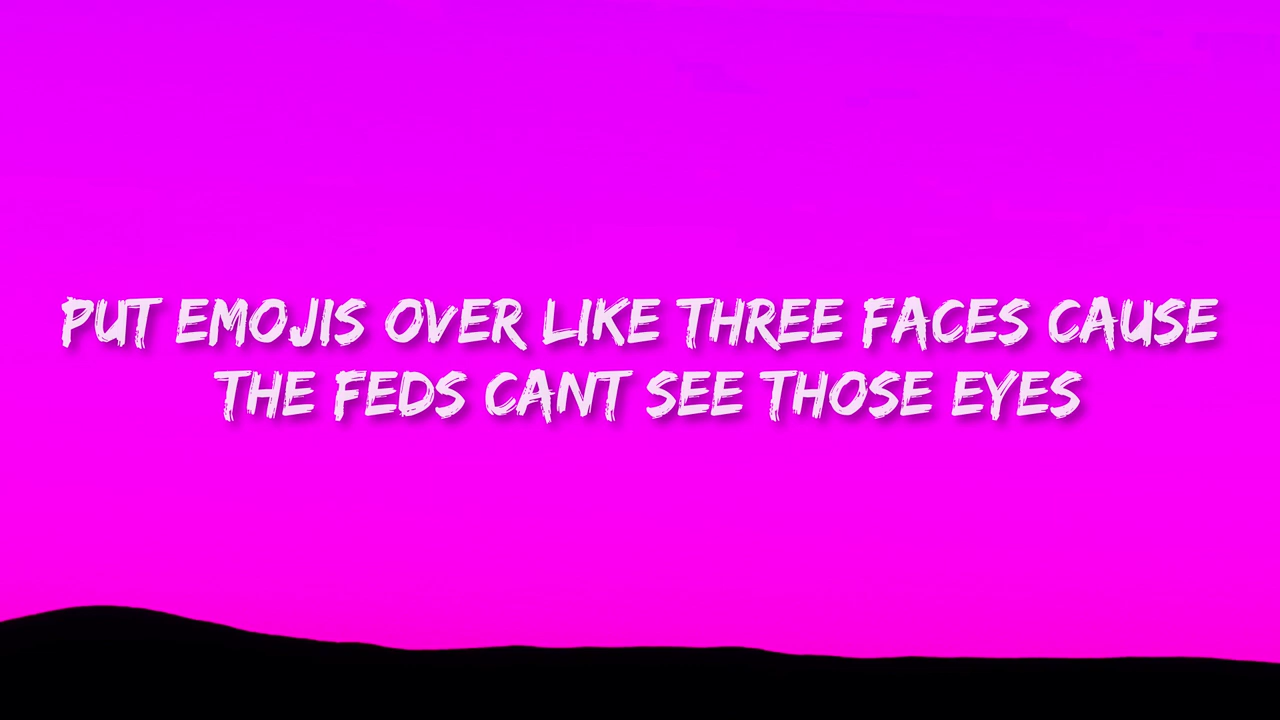 PUT EMOJIS OVER LIKE THREE FACES CAUSE
THE FEDS CANT SEE THOSE EYES